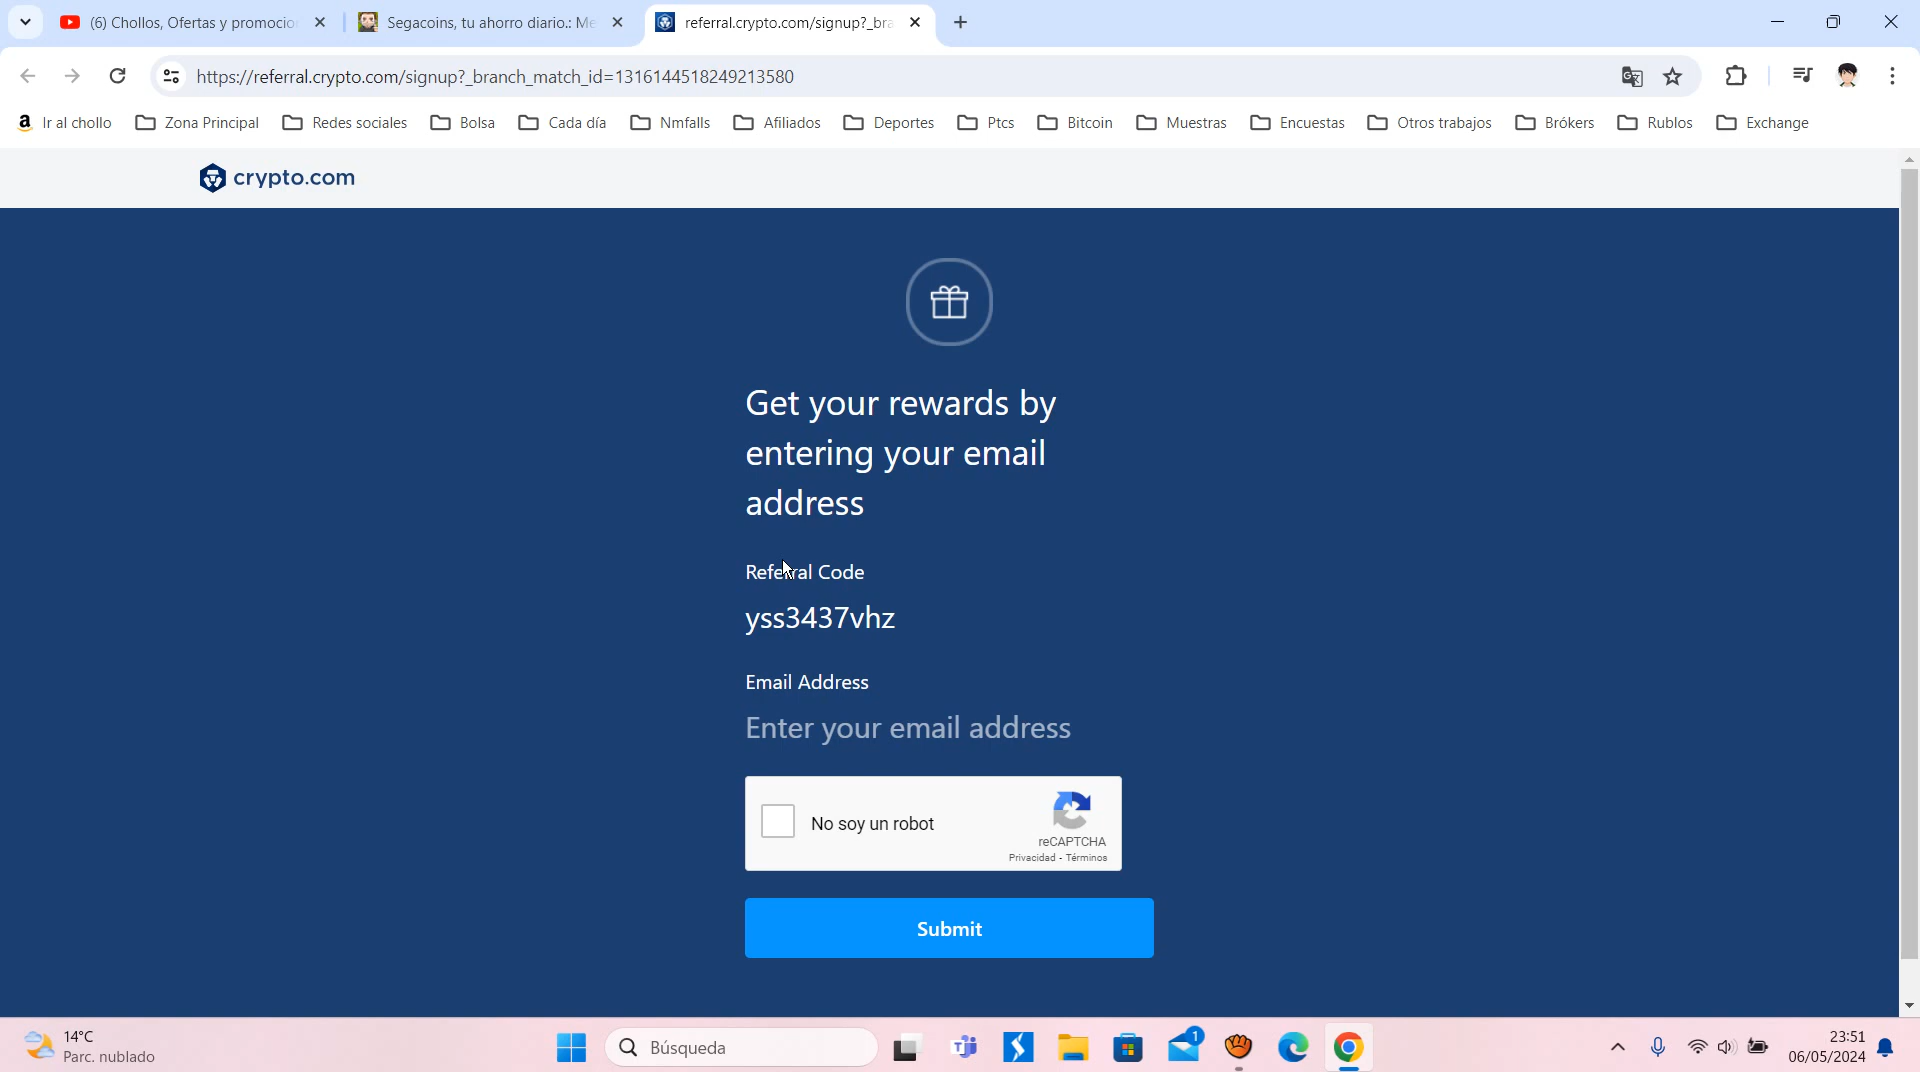 (6) Chollos, Ofertas y promocio
Segacoins, tu ahorro diario.: Me
referral.crypto.com/signup?_bra
https://referral.crypto.com/signup?_branch_match_id=1316144518249213580
Ir al chollo
Zona Principal
Redes sociales
Bolsa
Cada día
Nmfalls
Afiliados
Deportes
Ptcs
Bitcoin
Muestras
Encuestas
Otros trabajos
Brókers
Rublos
Exchange
crypto.com
Get your rewards by
entering your email
address
Referral Code
yss3437vhz
Email Address
Enter your email address
No soy un robot
reCAPTCHA
Privacidad - Términos
Submit
14°C
Parc. nublado
Búsqueda
1
23:51
06/05/2024